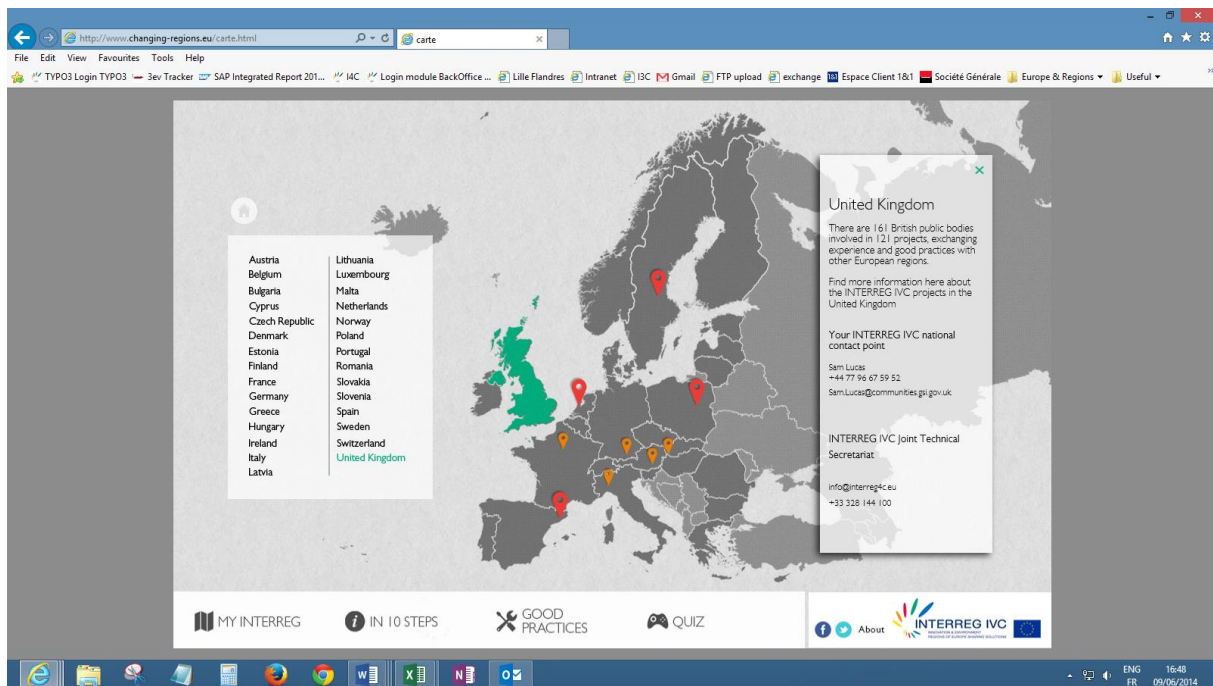 http://www.changing-regions.eu/carte.html
carte
File Edit View Favourites Tools Help
TYPO3 Login TYPO3 3ev Tracker SAP Integrated Report 201... I4C Login module BackOffice ... Lille Flandres Intranet I3C Gmail FTP upload exchange Espace Client 1&1 Société Générale Europe & Regions Useful
Austria
Belgium
Bulgaria
Cyprus
Czech Republic
Denmark
Estonia
Finland
France
Germany
Greece
Hungary
Ireland
Italy
Latvia
Lithuania
Luxembourg
Malta
Netherlands
Norway
Poland
Portugal
Romania
Slovakia
Slovenia
Spain
Sweden
Switzerland
United Kingdom
United Kingdom
There are 161 British public bodies
involved in 121 projects, exchanging
experience and good practices with
other European regions.
Find more information here about
the INTERREG IVC projects in the
United Kingdom
Your INTERREG IVC national
contact point
Sam Lucas
+44 77 96 67 59 52
Sam.Lucas@communities.gsi.gov.uk
INTERREG IVC Joint Technical
Secretariat
info@interreg4c.eu
+33 328 144 100
MY INTERREG
IN 10 STEPS
GOOD
PRACTICES
QUIZ
About
INTERREG IVC
INNOVATION & ENVIRONMENT
REGIONS OF EUROPE SHARING SOLUTIONS
ENG 16:48
FR 09/06/2014